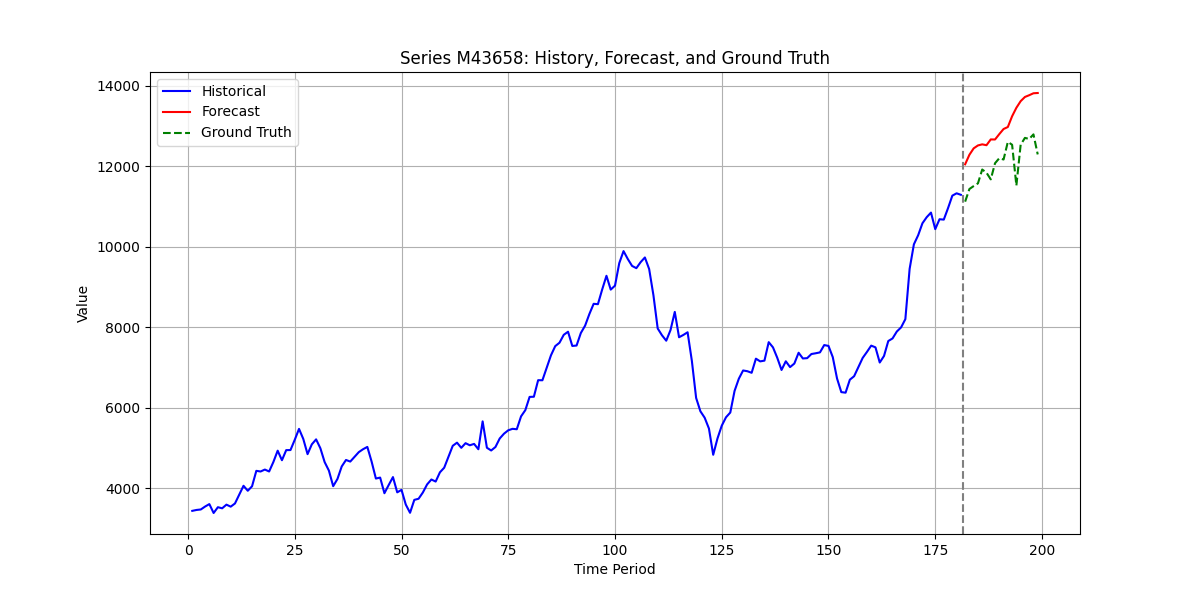 Series M43658: History, Forecast, and Ground Truth
Historical
Forecast
Ground Truth
14000
12000
10000
8000
6000
4000
Value
0 25 50 75 100 125 150 175 200
Time Period